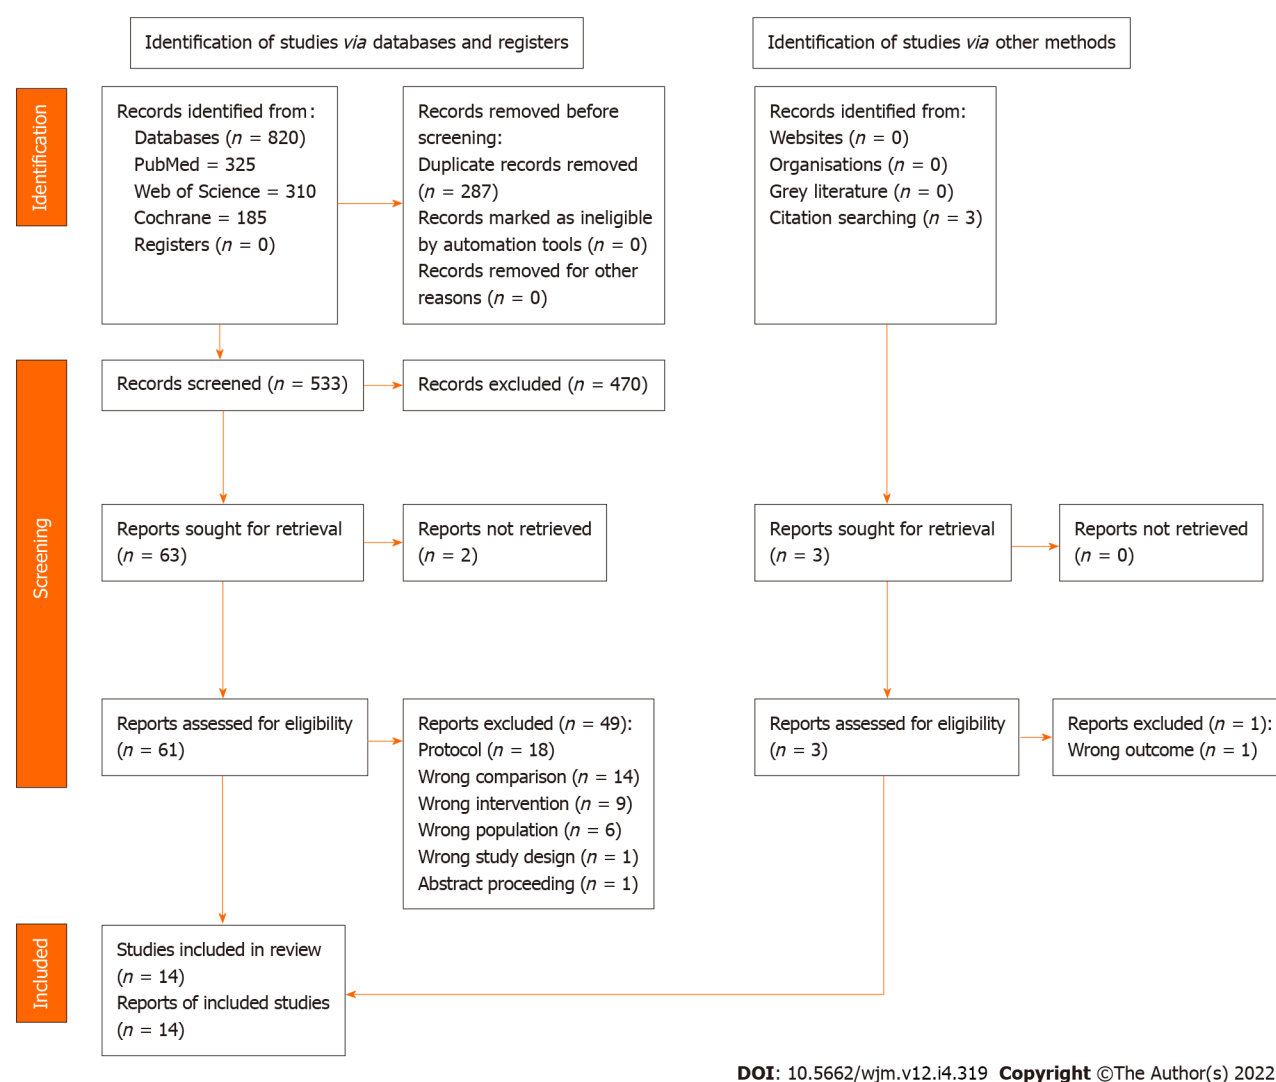 Identification of studies via databases and registers
Identification of studies via other methods
Identification
Records identified from:
Databases (n = 820)
PubMed = 325
Web of Science = 310
Cochrane = 185
Registers (n = 0)
Records removed before
screening:
Duplicate records removed
(n = 287)
Records marked as ineligible
by automation tools (n = 0)
Records removed for other
reasons (n = 0)
Records identified from:
Websites (n = 0)
Organisations (n = 0)
Grey literature (n = 0)
Citation searching (n = 3)
Screening
Records screened (n = 533)
Records excluded (n = 470)
Reports sought for retrieval
(n = 63)
Reports not retrieved
(n = 2)
Reports sought for retrieval
(n = 3)
Reports not retrieved
(n = 0)
Reports assessed for eligibility
(n = 61)
Reports excluded (n = 49):
Protocol (n = 18)
Wrong comparison (n = 14)
Wrong intervention (n = 9)
Wrong population (n = 6)
Wrong study design (n = 1)
Abstract proceeding (n = 1)
Reports assessed for eligibility
(n = 3)
Reports excluded (n = 1):
Wrong outcome (n = 1)
Included
Studies included in review
(n = 14)
Reports of included studies
(n = 14)
DOI: 10.5662/wjm.v12.i4.319 Copyright ©The Author(s) 2022